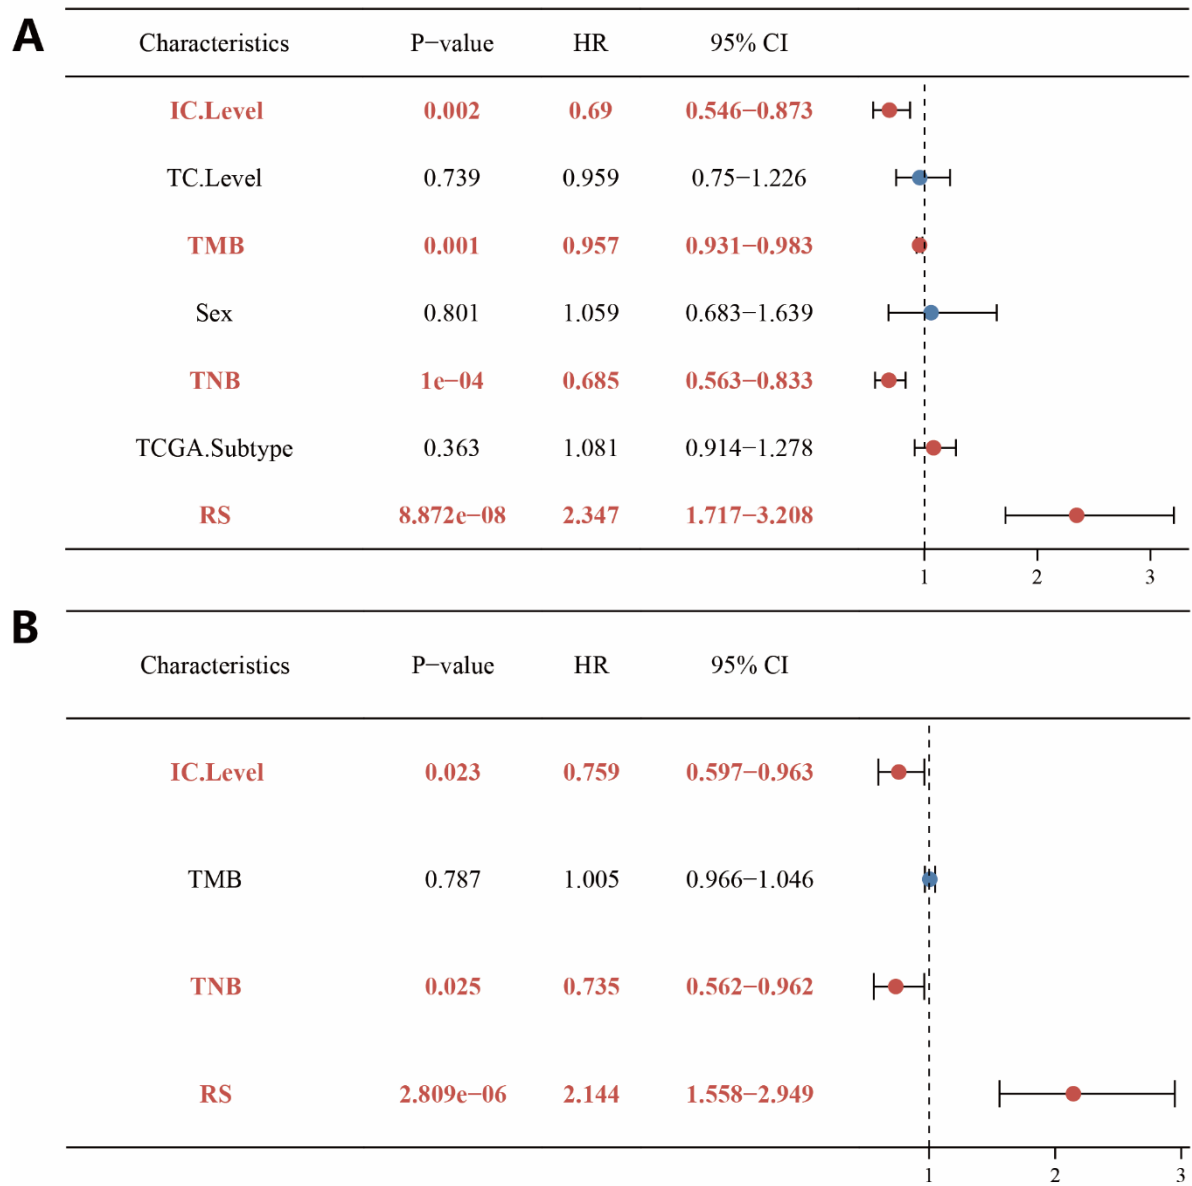 A
Characteristics P−value HR 95% CI
IC.Level 0.002 0.69 0.546−0.873
TC.Level 0.739 0.959 0.75−1.226
TMB 0.001 0.957 0.931−0.983
Sex 0.801 1.059 0.683−1.639
TNB 1e−04 0.685 0.563−0.833
TCGA.Subtype 0.363 1.081 0.914−1.278
RS 8.872e−08 2.347 1.717−3.208
1 2 3
B
Characteristics P−value HR 95% CI
IC.Level 0.023 0.759 0.597−0.963
TMB 0.787 1.005 0.966−1.046
TNB 0.025 0.735 0.562−0.962
RS 2.809e−06 2.144 1.558−2.949
1 2 3